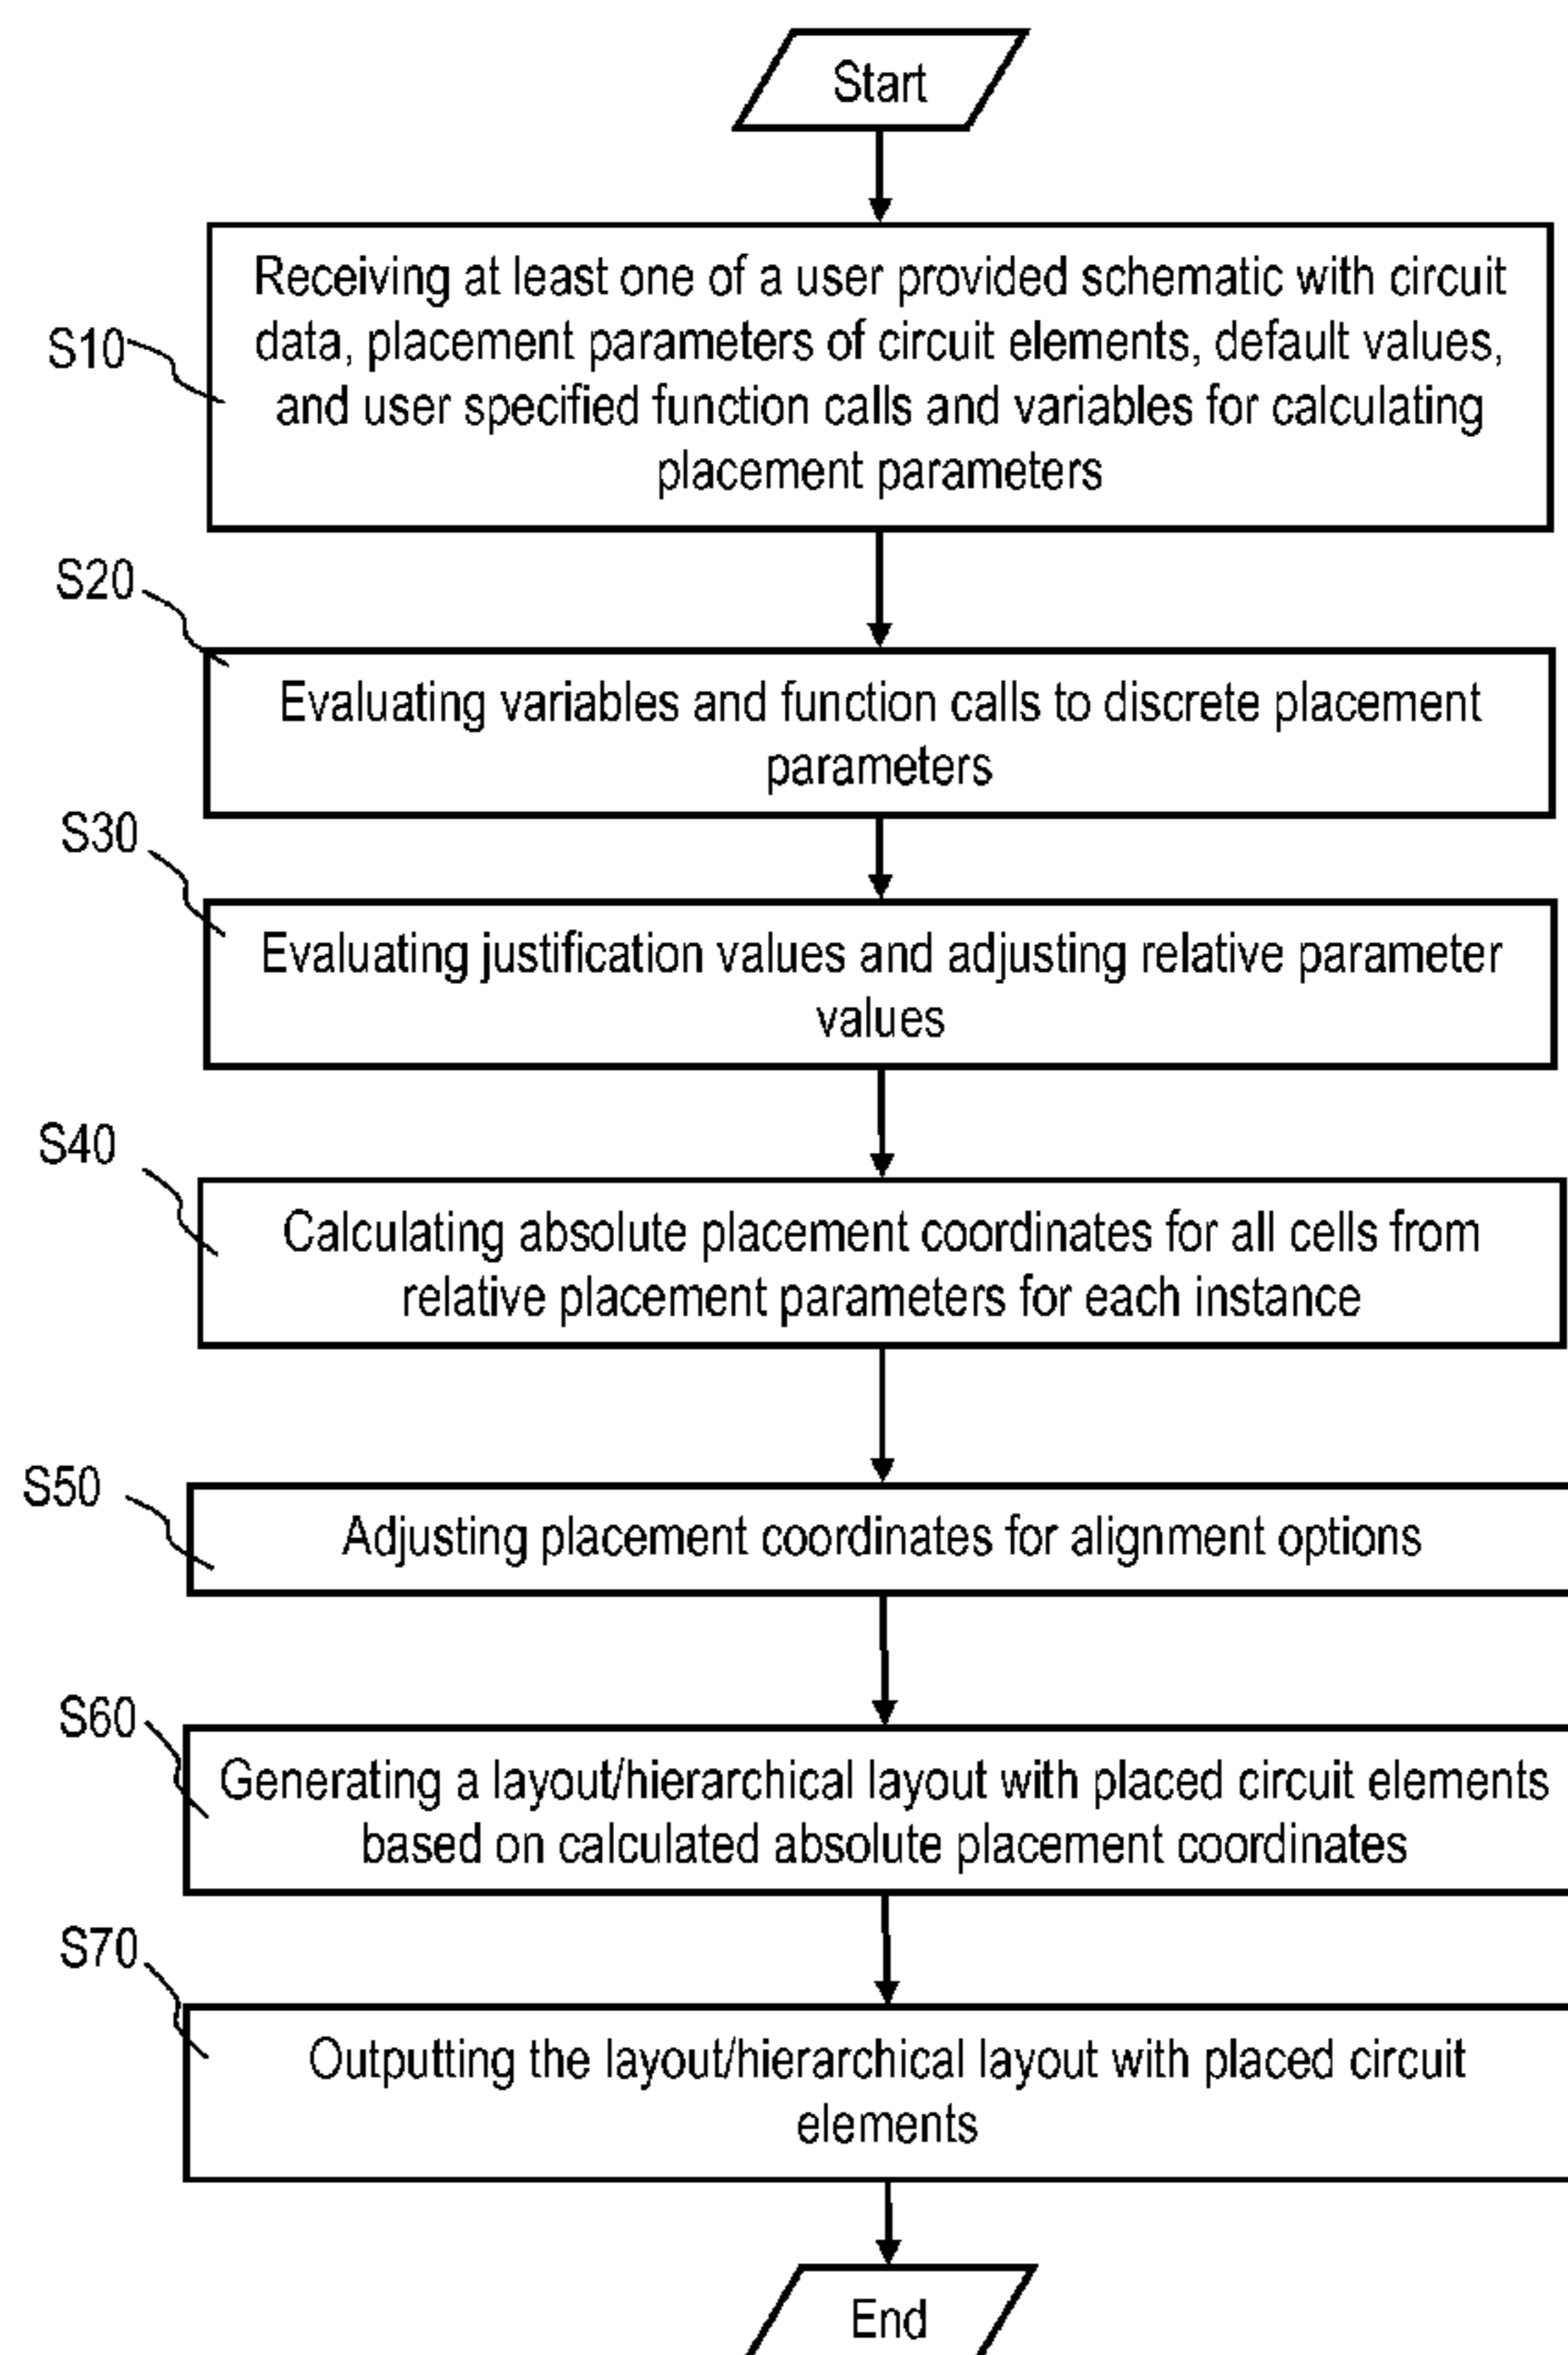 Start
Receiving at least one of a user provided schematic with circuit
data, placement parameters of circuit elements, default values,
and user specified function calls and variables for calculating
placement parameters
S10
S20
Evaluating variables and function calls to discrete placement
parameters
S30
Evaluating justification values and adjusting relative parameter
values
S40
Calculating absolute placement coordinates for all cells from
relative placement parameters for each instance
S50
Adjusting placement coordinates for alignment options
S60
Generating a layout/hierarchical layout with placed circuit elements
based on calculated absolute placement coordinates
S70
Outputting the layout/hierarchical layout with placed circuit
elements
End